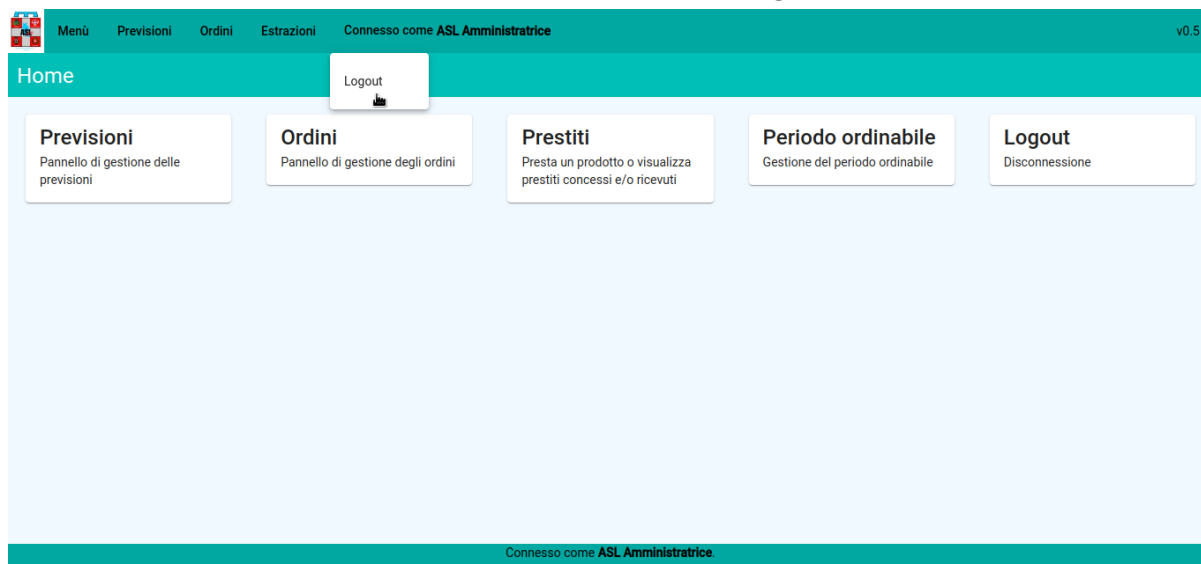 ASL
Menù Previsioni Ordini Estrazioni Connesso come ASL Amministratrice v0.5
Home
Logout
Previsioni
Pannello di gestione delle
previsioni
Ordini
Pannello di gestione degli ordini
Prestiti
Presta un prodotto o visualizza
prestiti concessi e/o ricevuti
Periodo ordinabile
Gestione del periodo ordinabile
Logout
Disconnessione
Connesso come ASL Amministratrice.